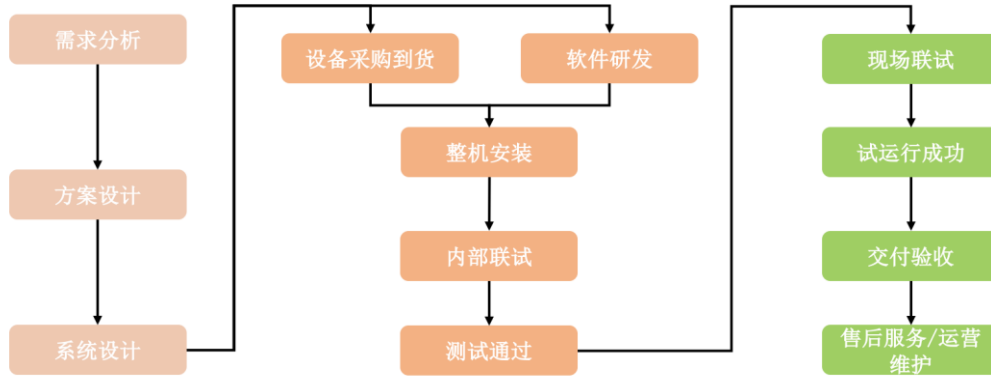 需求分析
方案设计
系统设计
设备采购到货
软件研发
整机安装
内部联试
测试通过
现场联试
试运行成功
交付验收
售后服务/运营
维护